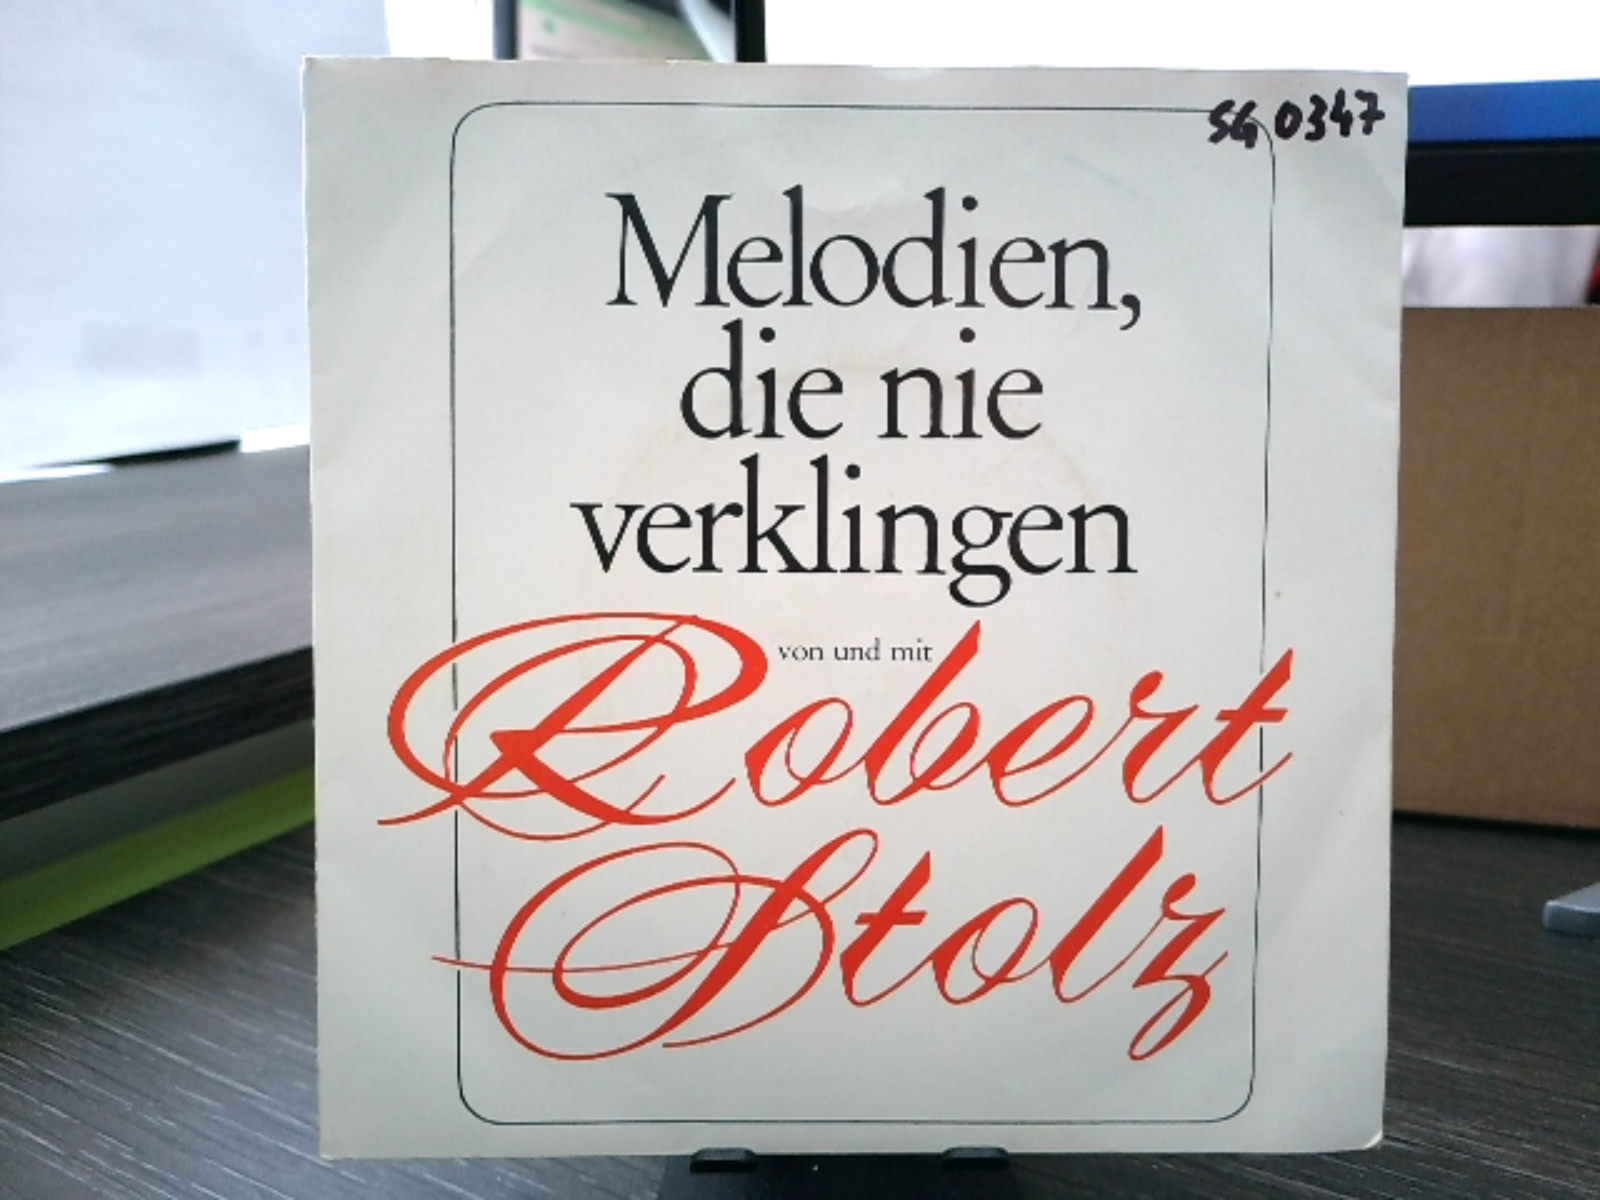 SG 0347
Melodien,
die nie
verklingen
von und mit
Robert
Stolz